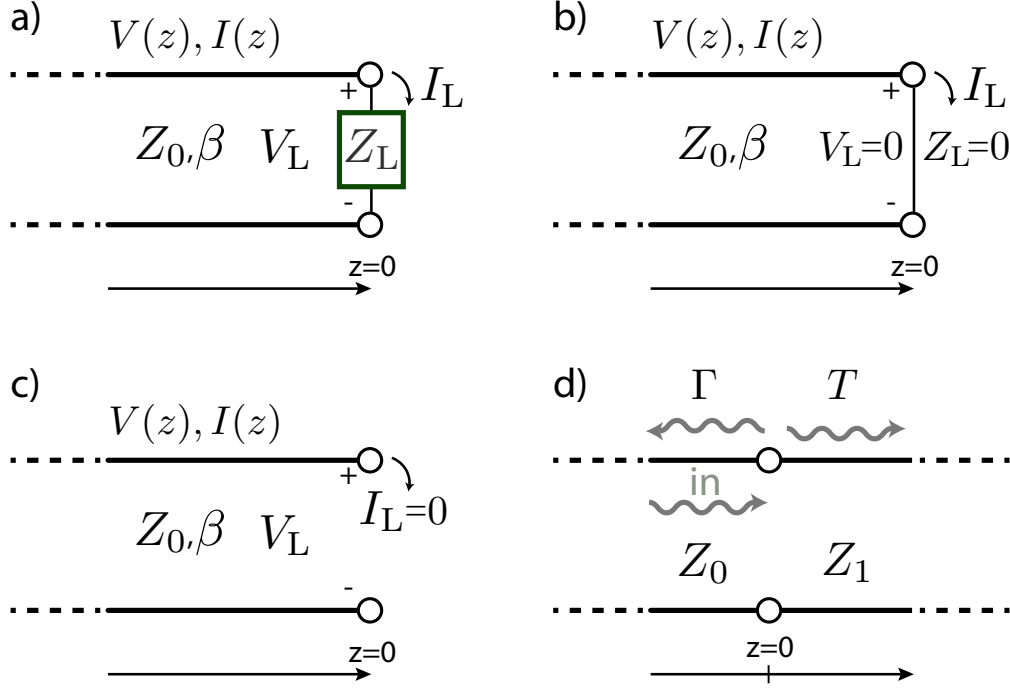 a)
V(z), I(z)
+
I_L
Z_0, β V_L Z_L
-
z=0
b)
V(z), I(z)
+
I_L
Z_0, β V_L=0 Z_L=0
-
z=0
c)
V(z), I(z)
+
I_L=0
Z_0, β V_L
-
z=0
d)
Γ T
in
Z_0 Z_1
z=0